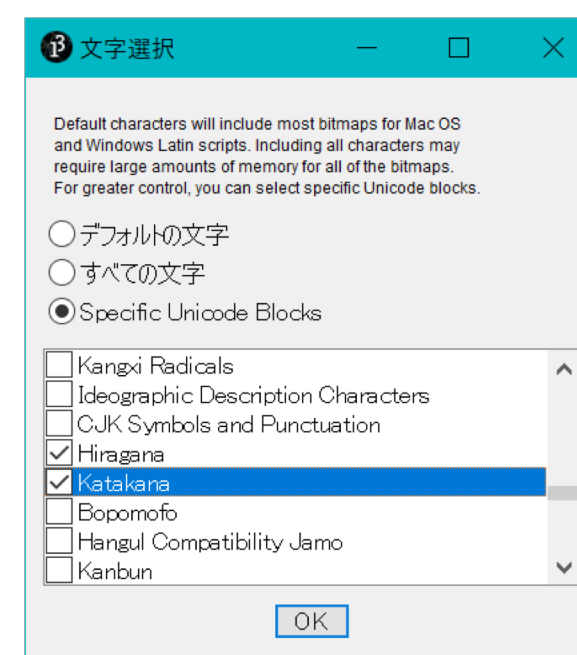 文字選択
Default characters will include most bitmaps for Mac OS
and Windows Latin scripts. Including all characters may
require large amounts of memory for all of the bitmaps.
For greater control, you can select specific Unicode blocks.
デフォルトの文字
すべての文字
Specific Unicode Blocks
Kangxi Radicals
Ideographic Description Characters
CJK Symbols and Punctuation
Hiragana
Katakana
Bopomofo
Hangul Compatibility Jamo
Kanbun
OK